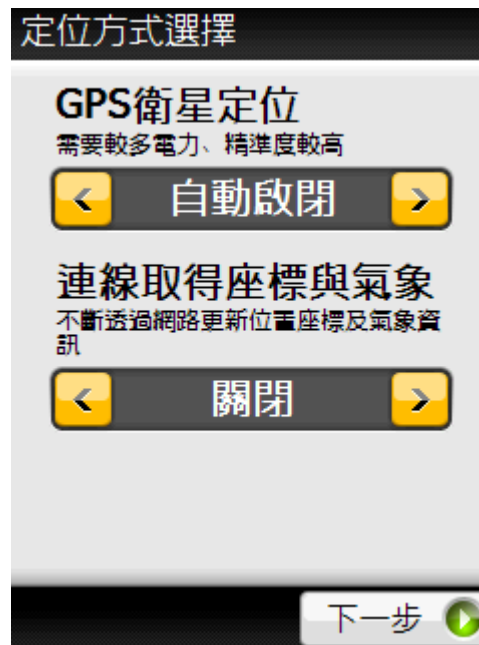 定位方式選擇
GPS衛星定位
需要較多電力、精準度較高
自動啟閉
連線取得座標與氣象
不斷透過網路更新位置座標及氣象資
訊
關閉
下一步